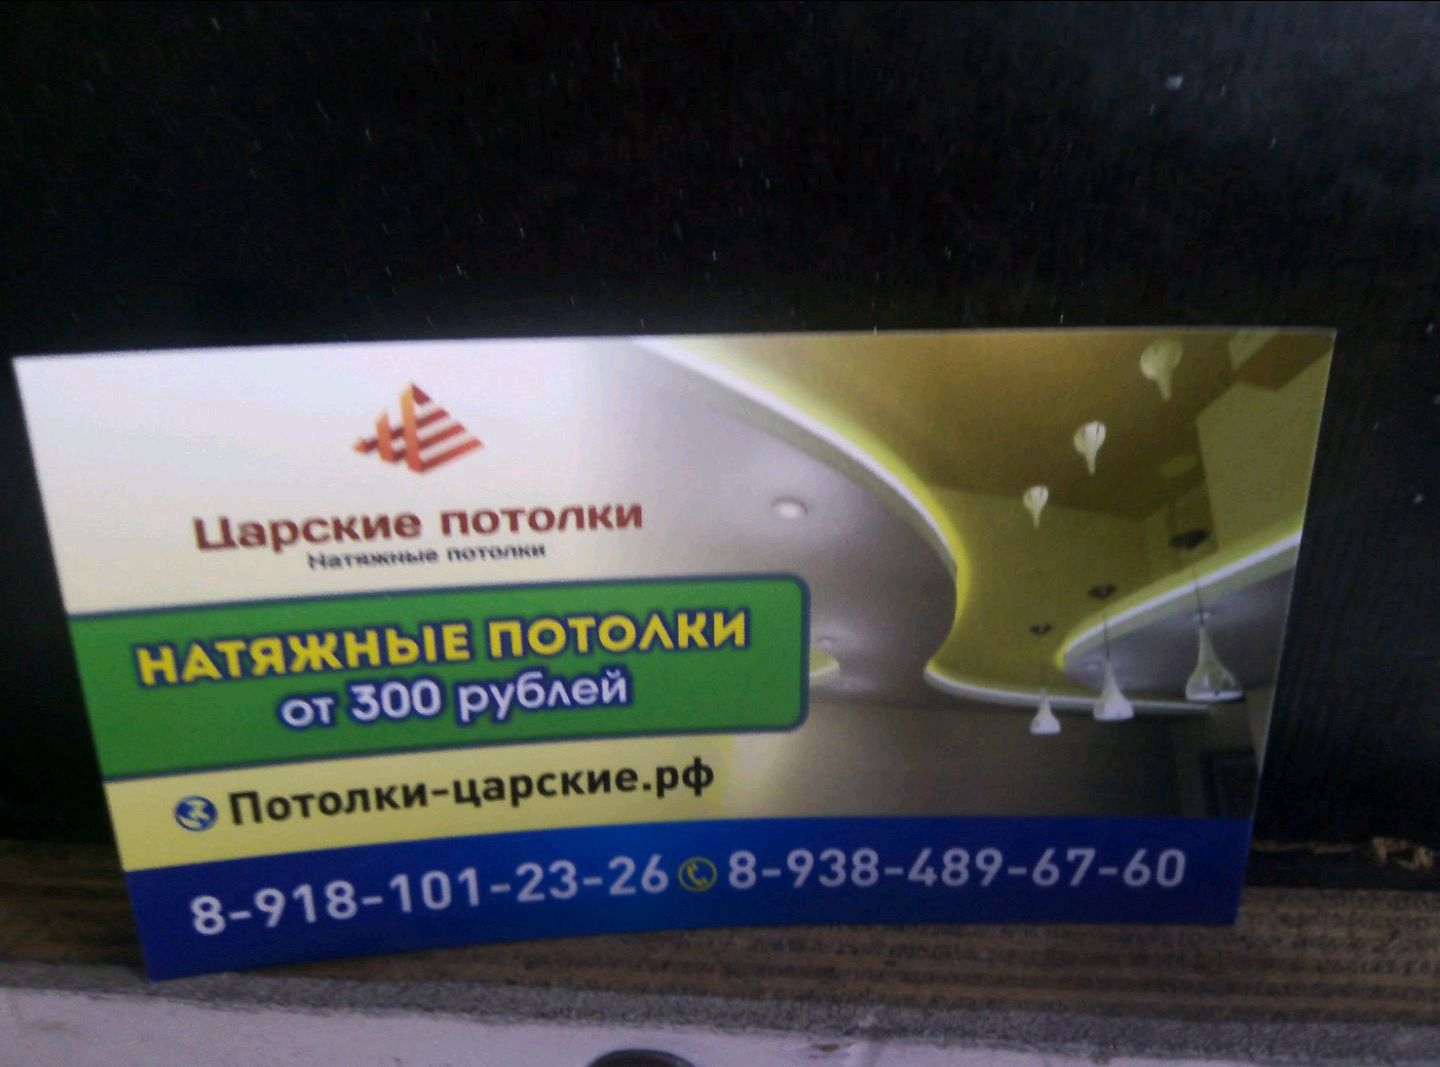 Царские потолки
Натяжные потолки
НАТЯЖНЫЕ ПОТОЛКИ
от 300 рублей
Потолки-царские.рф
8-918-101-23-26 8-938-489-67-60